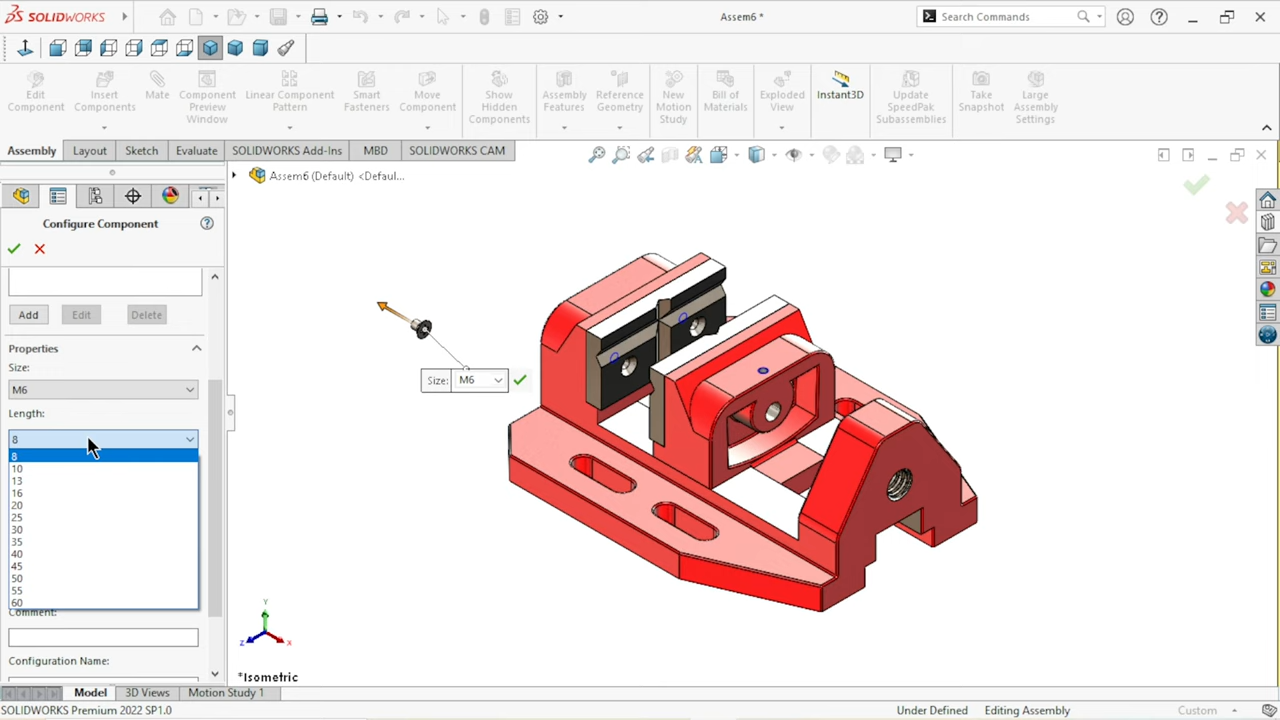 SOLIDWORKS
Assem6 *
Search Commands
Edit Component
Insert Components
Mate
Component Preview Window
Linear Component Pattern
Smart Fasteners
Move Component
Show Hidden Components
Assembly Features
Reference Geometry
New Motion Study
Bill of Materials
Exploded View
Instant3D
Update SpeedPak Subassemblies
Take Snapshot
Large Assembly Settings
Assembly
Layout
Sketch
Evaluate
SOLIDWORKS Add-Ins
MBD
SOLIDWORKS CAM
Assem6 (Default) <Defaul...
Configure Component
Add
Edit
Delete
Properties
Size:
M6
Length:
8
8
10
13
16
20
25
30
35
40
45
50
55
60
Comment:
Configuration Name:
Size: M6
Y
Z
X
*Isometric
Model
3D Views
Motion Study 1
SOLIDWORKS Premium 2022 SP1.0
Under Defined
Editing Assembly
Custom